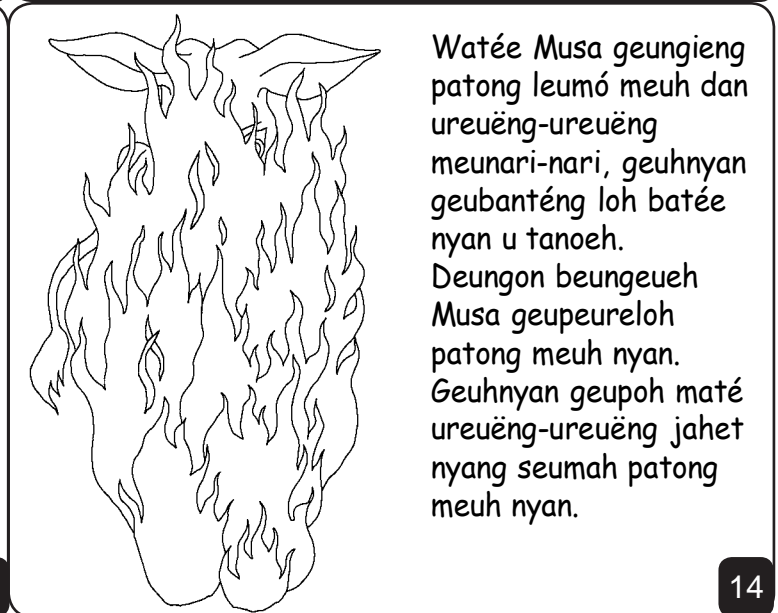 Watée Musa geungieng
patong leumó meuh dan
ureuëng-ureuëng
meunari-nari, geuhnyan
geubanténg loh batée
nyan u tanoeh.
Deungon beungeueh
Musa geupeureloh
patong meuh nyan.
Geuhnyan geupoh maté
ureuëng-ureuëng jahet
nyang seumah patong
meuh nyan.
14